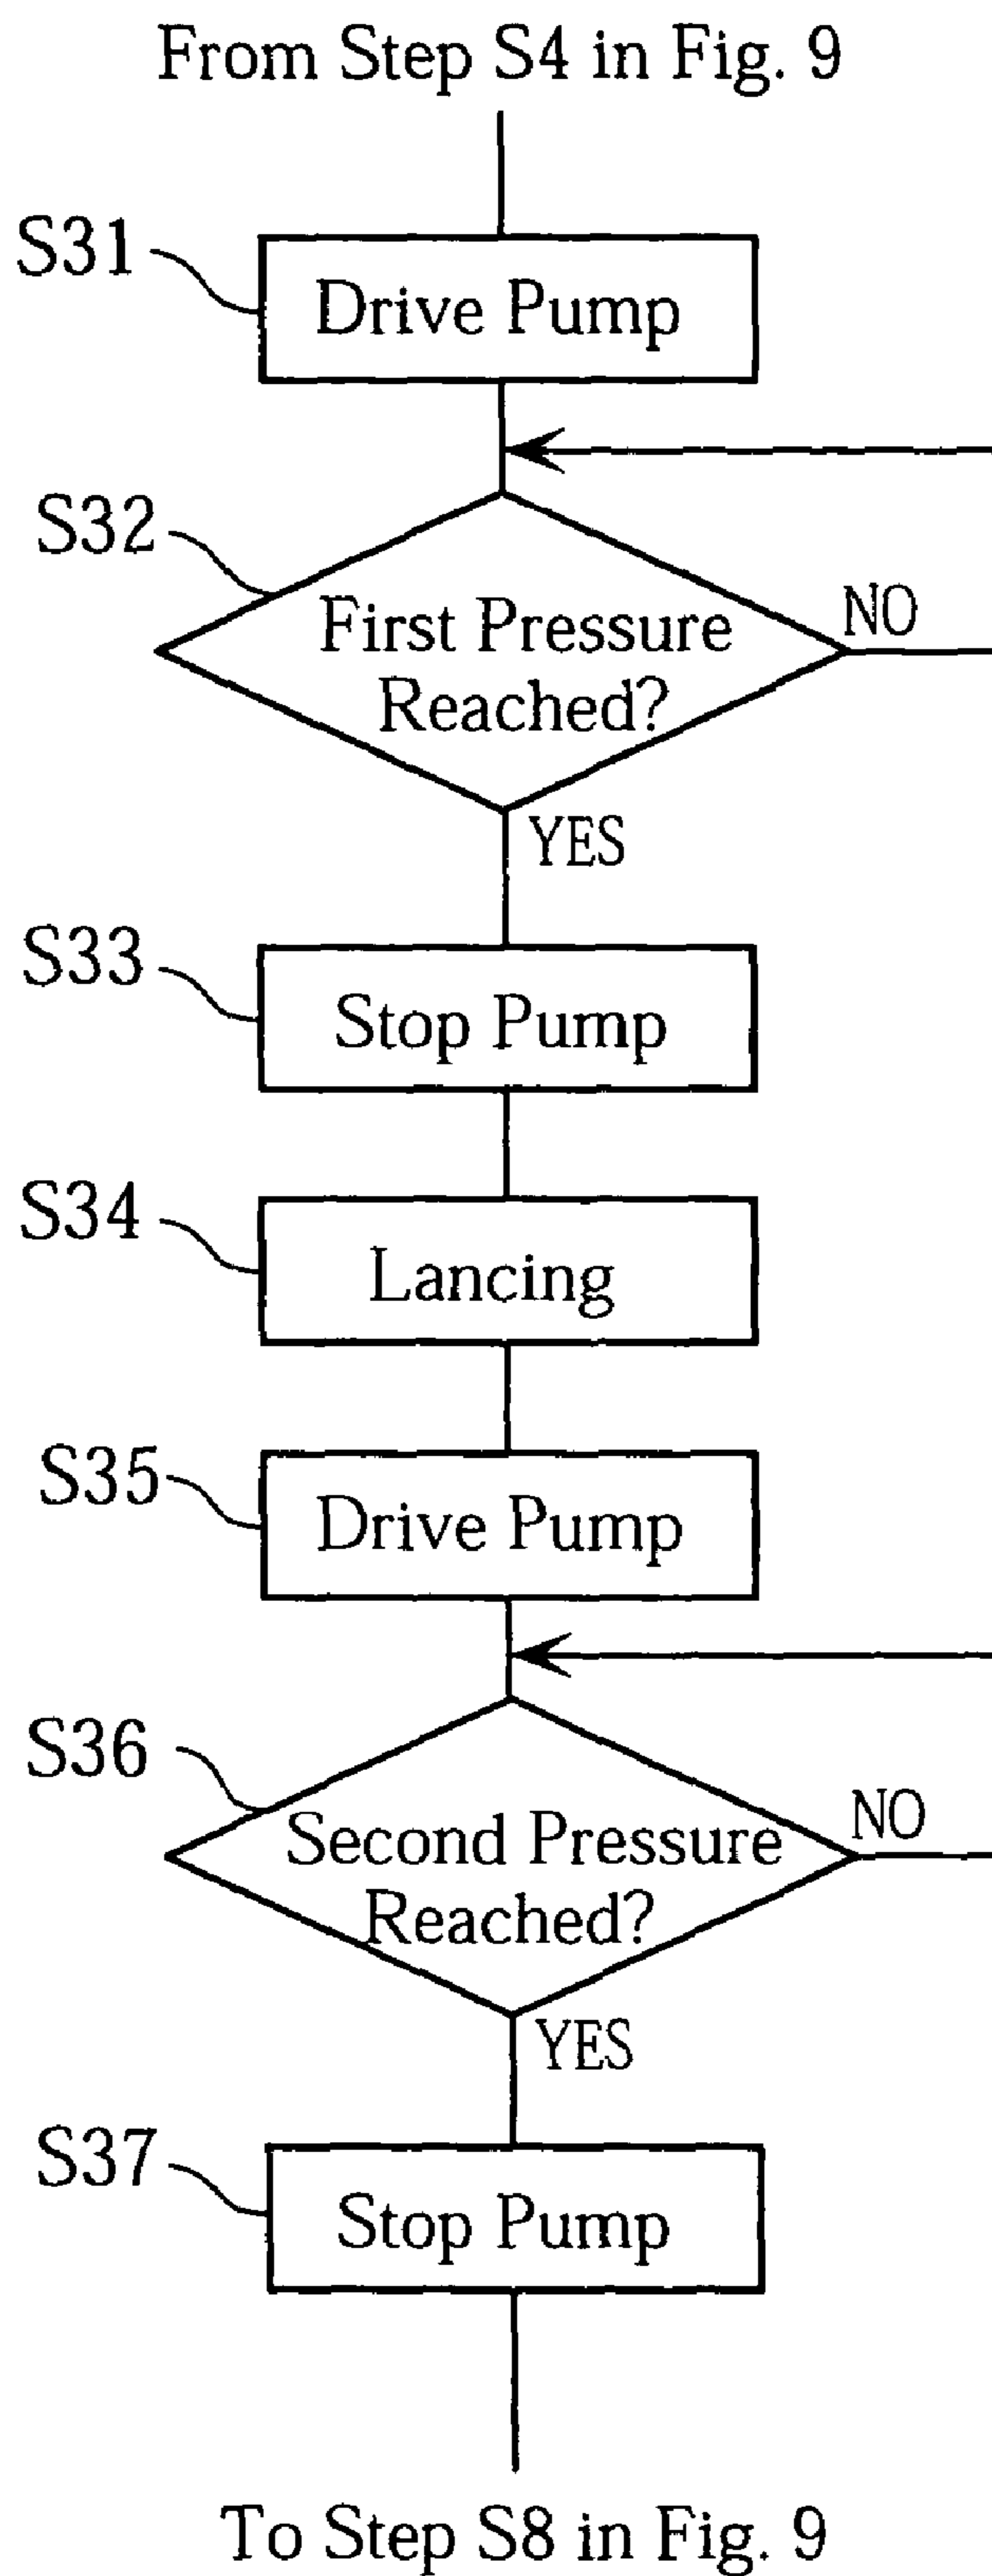 From Step S4 in Fig. 9
S31
Drive Pump
S32
First Pressure
Reached?
NO
YES
S33
Stop Pump
S34
Lancing
S35
Drive Pump
S36
Second Pressure
Reached?
NO
YES
S37
Stop Pump
To Step S8 in Fig. 9